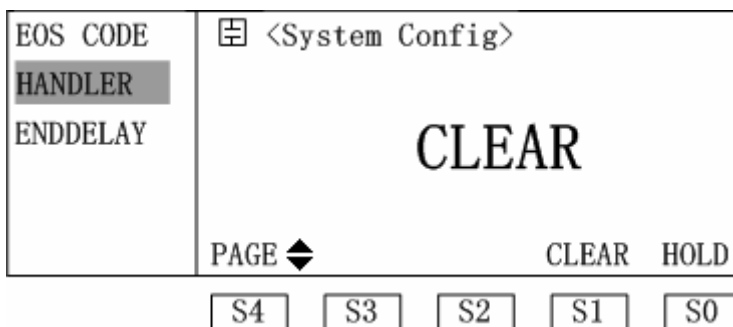 EOS CODE
HANDLER
ENDDELAY
<System Config>
CLEAR
PAGE
CLEAR HOLD
S4 S3 S2 S1 S0